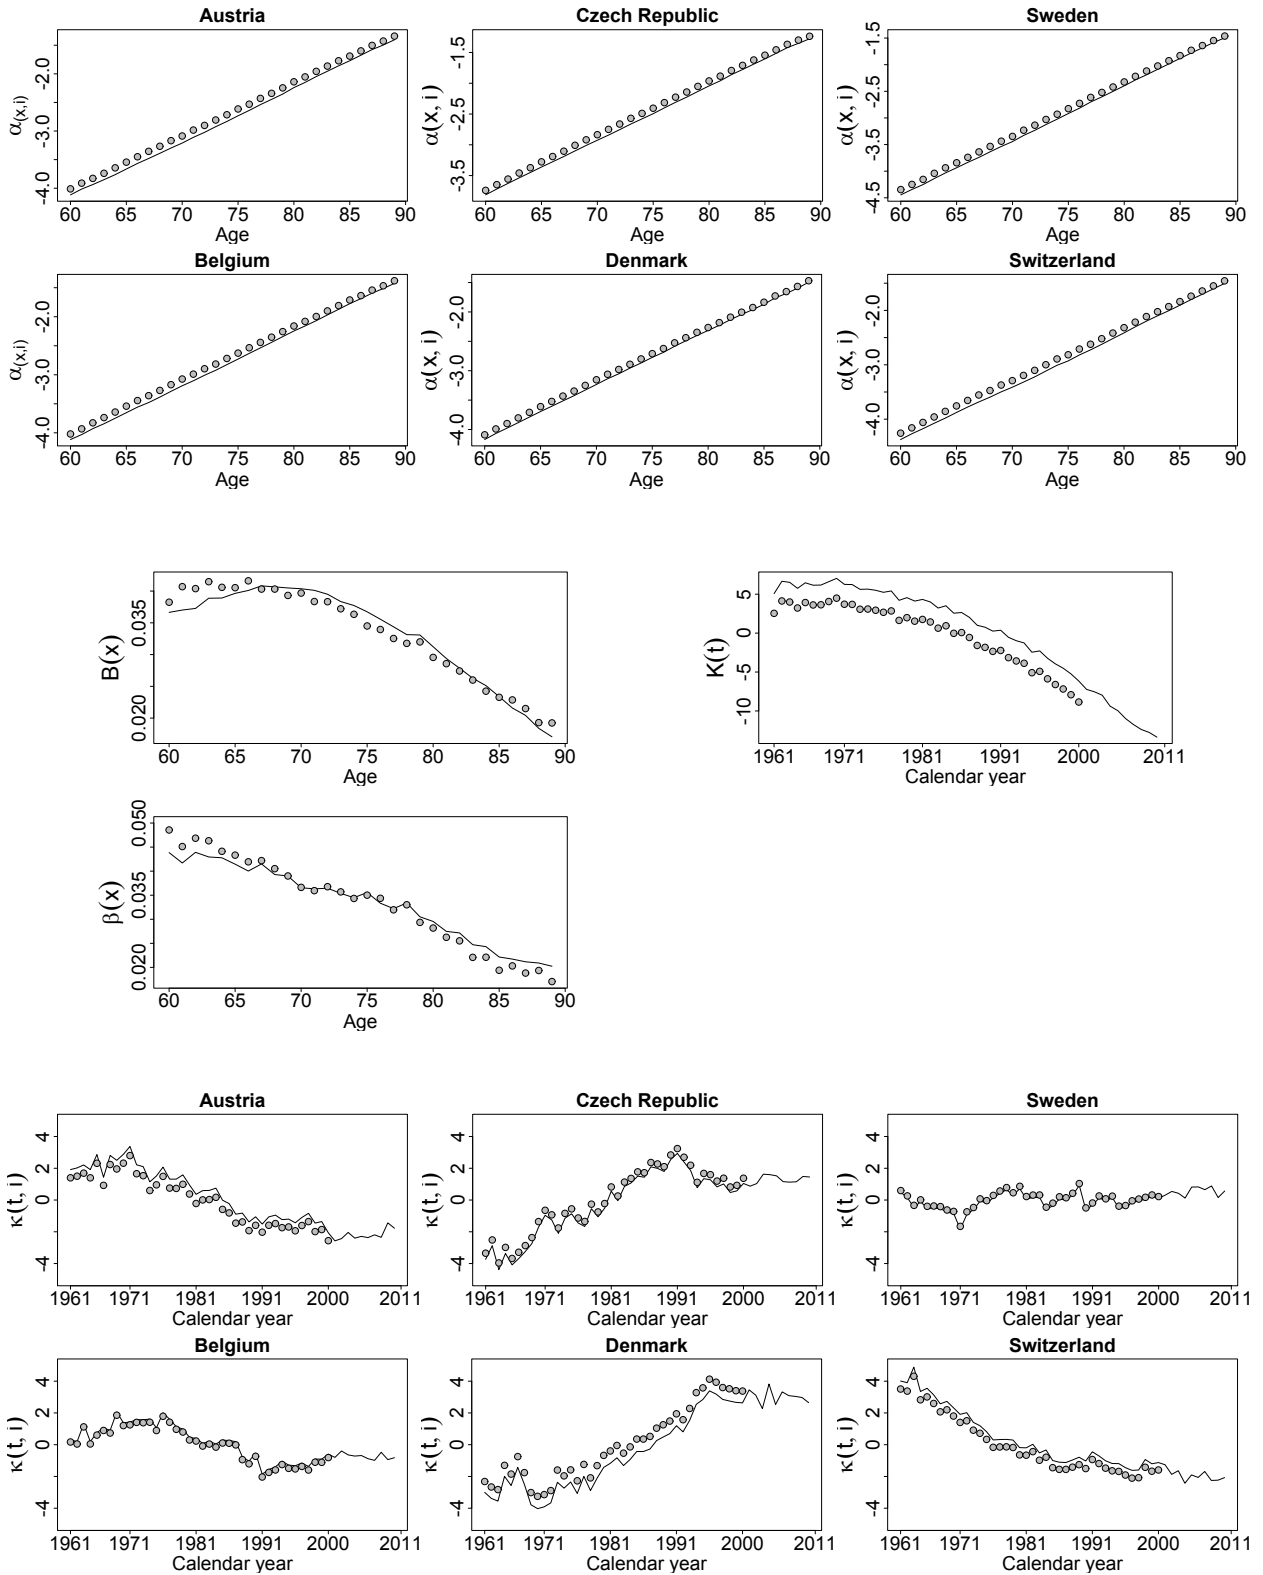 Austria
α(x,i)
-4.0 -3.0 -2.0
60 65 70 75 80 85 90
Age
Czech Republic
α(x, i)
-3.5 -2.5 -1.5
60 65 70 75 80 85 90
Age
Sweden
α(x, i)
-4.5 -3.5 -2.5 -1.5
60 65 70 75 80 85 90
Age
Belgium
α(x,i)
-4.0 -3.0 -2.0
60 65 70 75 80 85 90
Age
Denmark
α(x, i)
-4.0 -3.0 -2.0
60 65 70 75 80 85 90
Age
Switzerland
α(x, i)
-4.0 -3.0 -2.0
60 65 70 75 80 85 90
Age
B(x)
0.020 0.035
60 65 70 75 80 85 90
Age
K(t)
-10 -5 0 5
1961 1971 1981 1991 2000 2011
Calendar year
β(x)
0.020 0.035 0.050
60 65 70 75 80 85 90
Age
Austria
κ(t, i)
-4 0 2 4
1961 1971 1981 1991 2000 2011
Calendar year
Czech Republic
κ(t, i)
-4 0 2 4
1961 1971 1981 1991 2000 2011
Calendar year
Sweden
κ(t, i)
-4 0 2 4
1961 1971 1981 1991 2000 2011
Calendar year
Belgium
κ(t, i)
-4 0 2 4
1961 1971 1981 1991 2000 2011
Calendar year
Denmark
κ(t, i)
-4 0 2 4
1961 1971 1981 1991 2000 2011
Calendar year
Switzerland
κ(t, i)
-4 0 2 4
1961 1971 1981 1991 2000 2011
Calendar year